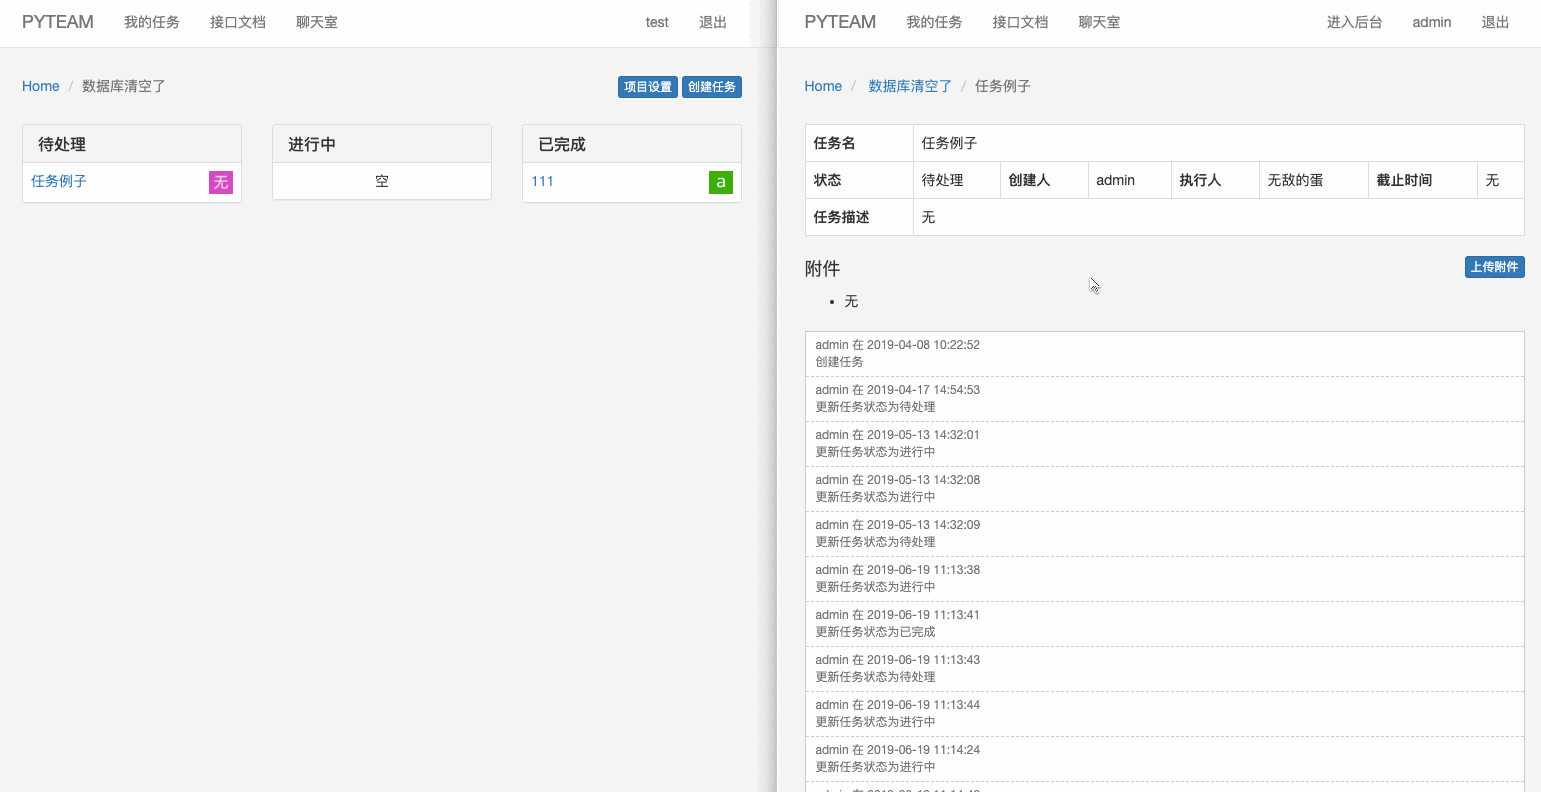 PYTEAM 我的任务 接口文档 聊天室 test 退出
Home / 数据库清空了 项目设置 创建任务
待处理 进行中 已完成
任务例子 无 空 111 a
PYTEAM 我的任务 接口文档 聊天室 进入后台 admin 退出
Home / 数据库清空了 / 任务例子
任务名 任务例子
状态 待处理 创建人 admin 执行人 无敌的蛋 截止时间 无
任务描述 无
附件 上传附件
• 无
admin 在 2019-04-08 10:22:52
创建任务
admin 在 2019-04-17 14:54:53
更新任务状态为待处理
admin 在 2019-05-13 14:32:01
更新任务状态为进行中
admin 在 2019-05-13 14:32:08
更新任务状态为进行中
admin 在 2019-05-13 14:32:09
更新任务状态为待处理
admin 在 2019-06-19 11:13:38
更新任务状态为进行中
admin 在 2019-06-19 11:13:41
更新任务状态为已完成
admin 在 2019-06-19 11:13:43
更新任务状态为待处理
admin 在 2019-06-19 11:13:44
更新任务状态为进行中
admin 在 2019-06-19 11:14:24
更新任务状态为进行中